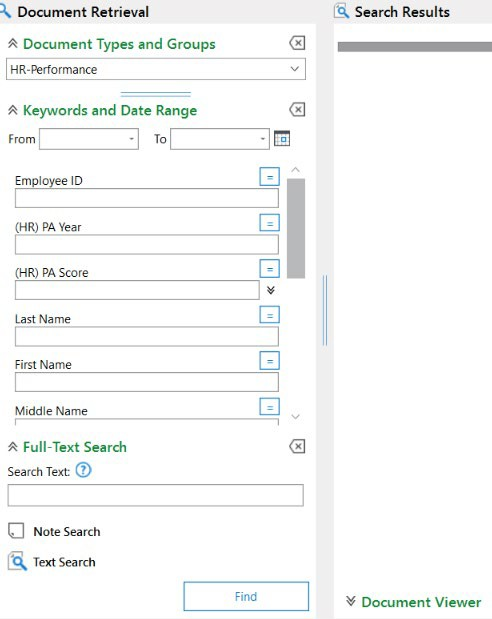 Document Retrieval
Document Types and Groups
HR-Performance
Keywords and Date Range
From To
Employee ID =
(HR) PA Year =
(HR) PA Score =
Last Name =
First Name =
Middle Name =
Full-Text Search
Search Text: ?
Note Search
Text Search
Find
Search Results
Document Viewer